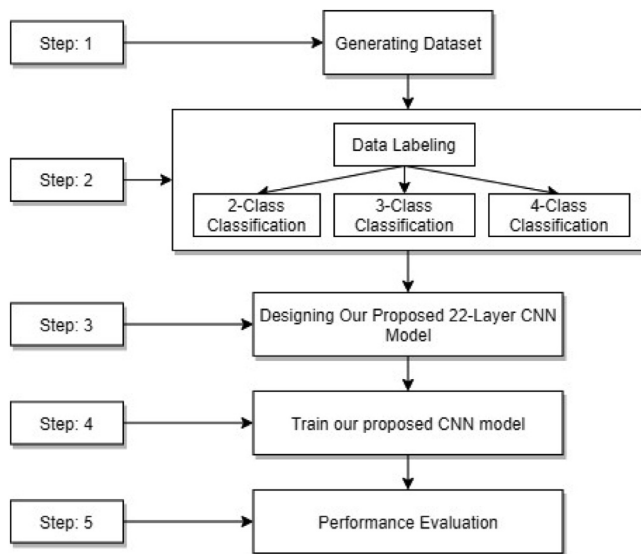 Step: 1
Generating Dataset
Step: 2
Data Labeling
2-Class
Classification
3-Class
Classification
4-Class
Classification
Step: 3
Designing Our Proposed 22-Layer CNN
Model
Step: 4
Train our proposed CNN model
Step: 5
Performance Evaluation